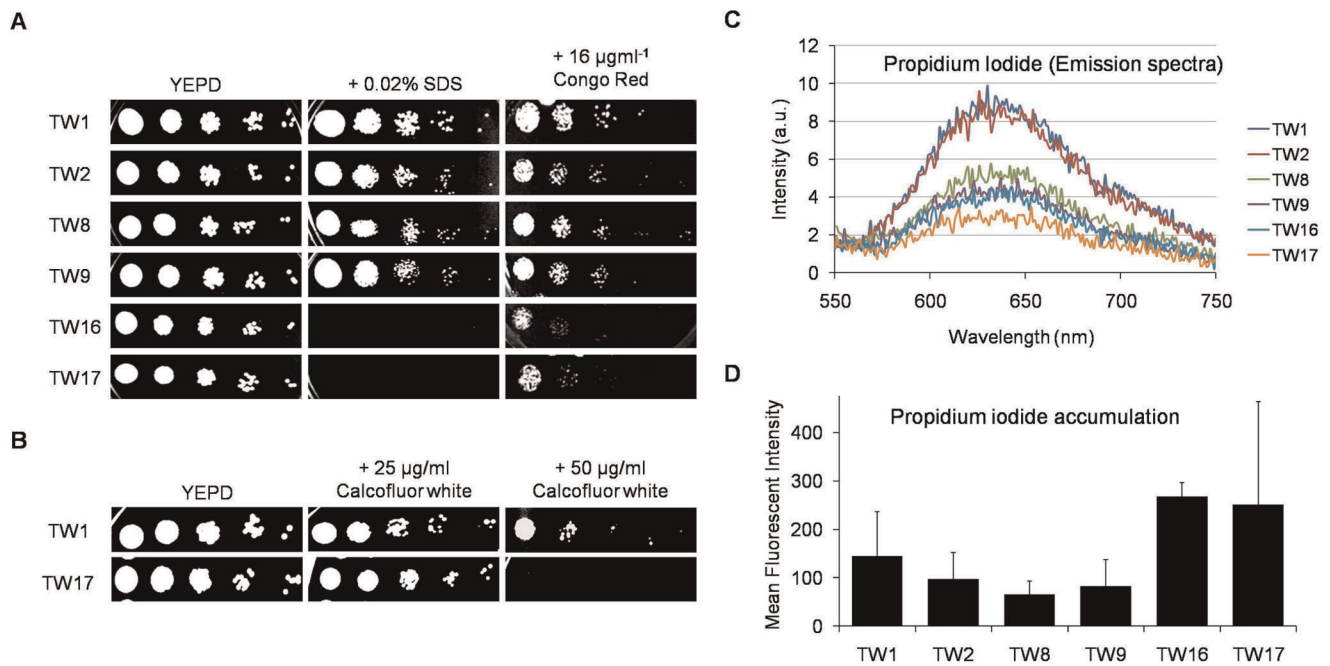 A
YEPD
+ 0.02% SDS
+ 16 µgml⁻¹
Congo Red
TW1
TW2
TW8
TW9
TW16
TW17
B
YEPD
+ 25 µg/ml
Calcofluor white
+ 50 µg/ml
Calcofluor white
TW1
TW17
C
Propidium Iodide (Emission spectra)
Intensity (a.u.)
12
10
8
6
4
2
0
550
600
650
700
750
Wavelength (nm)
TW1
TW2
TW8
TW9
TW16
TW17
D
Propidium iodide accumulation
Mean Fluorescent Intensity
400
300
200
100
0
TW1
TW2
TW8
TW9
TW16
TW17